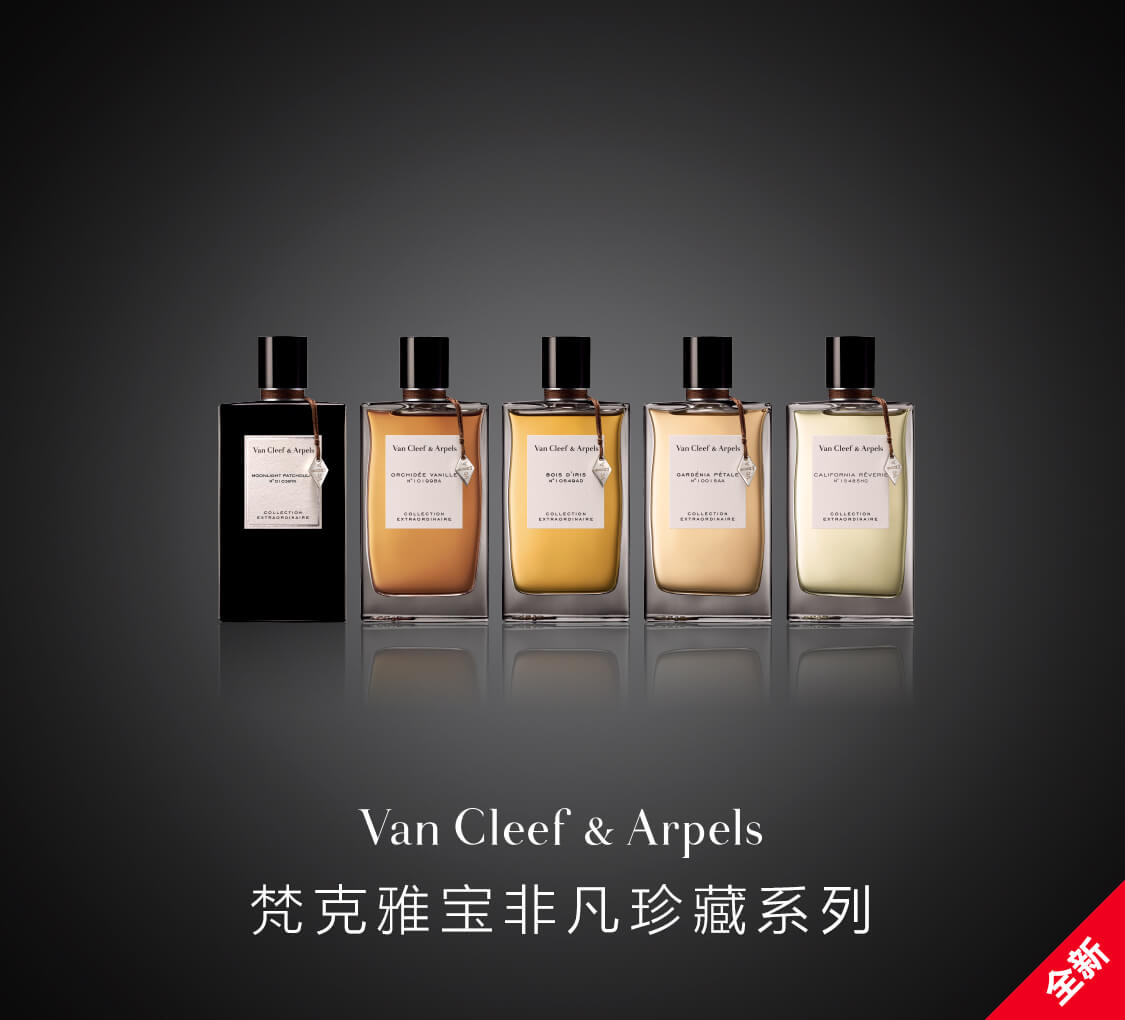 Van Cleef & Arpels
MOONLIGHT PATCHOULI
COLLECTION
EXTRAORDINAIRE
Van Cleef & Arpels
ORCHIDÉE VANILLE
COLLECTION
EXTRAORDINAIRE
Van Cleef & Arpels
BOIS D'IRIS
COLLECTION
EXTRAORDINAIRE
Van Cleef & Arpels
GARDÉNIA PÉTALE
COLLECTION
EXTRAORDINAIRE
Van Cleef & Arpels
CALIFORNIA RÊVERIE
COLLECTION
EXTRAORDINAIRE
Van Cleef & Arpels
梵克雅宝非凡珍藏系列
全新